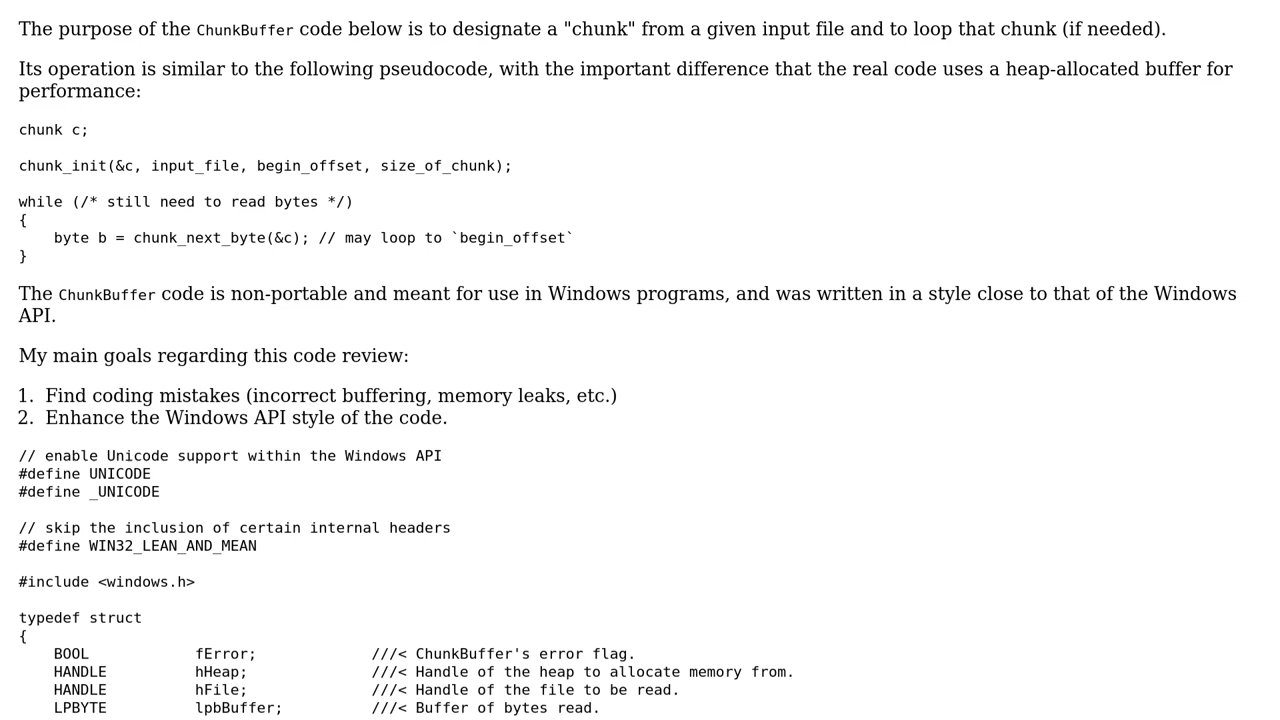 The purpose of the ChunkBuffer code below is to designate a "chunk" from a given input file and to loop that chunk (if needed).
Its operation is similar to the following pseudocode, with the important difference that the real code uses a heap-allocated buffer for
performance:
chunk c;
chunk_init(&c, input_file, begin_offset, size_of_chunk);
while (/* still need to read bytes */)
{
    byte b = chunk_next_byte(&c); // may loop to `begin_offset`
}
The ChunkBuffer code is non-portable and meant for use in Windows programs, and was written in a style close to that of the Windows
API.
My main goals regarding this code review:
1. Find coding mistakes (incorrect buffering, memory leaks, etc.)
2. Enhance the Windows API style of the code.
// enable Unicode support within the Windows API
#define UNICODE
#define _UNICODE
// skip the inclusion of certain internal headers
#define WIN32_LEAN_AND_MEAN
#include <windows.h>
typedef struct
{
    BOOL            fError;             ///< ChunkBuffer's error flag.
    HANDLE          hHeap;              ///< Handle of the heap to allocate memory from.
    HANDLE          hFile;              ///< Handle of the file to be read.
    LPBYTE          lpbBuffer;          ///< Buffer of bytes read.